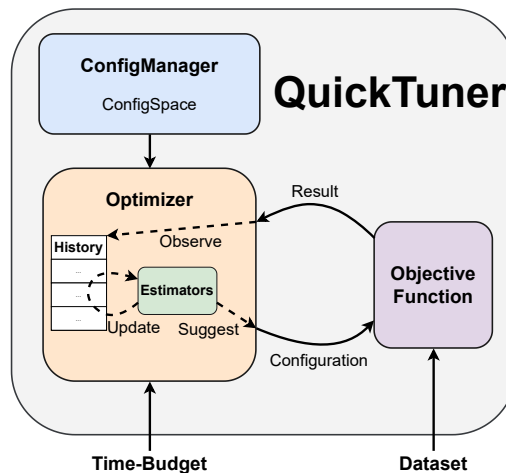 ConfigManager
ConfigSpace
QuickTuner
Optimizer
Result
Observe
History
...
...
...
Estimators
Update
Suggest
Objective
Function
Configuration
Time-Budget
Dataset